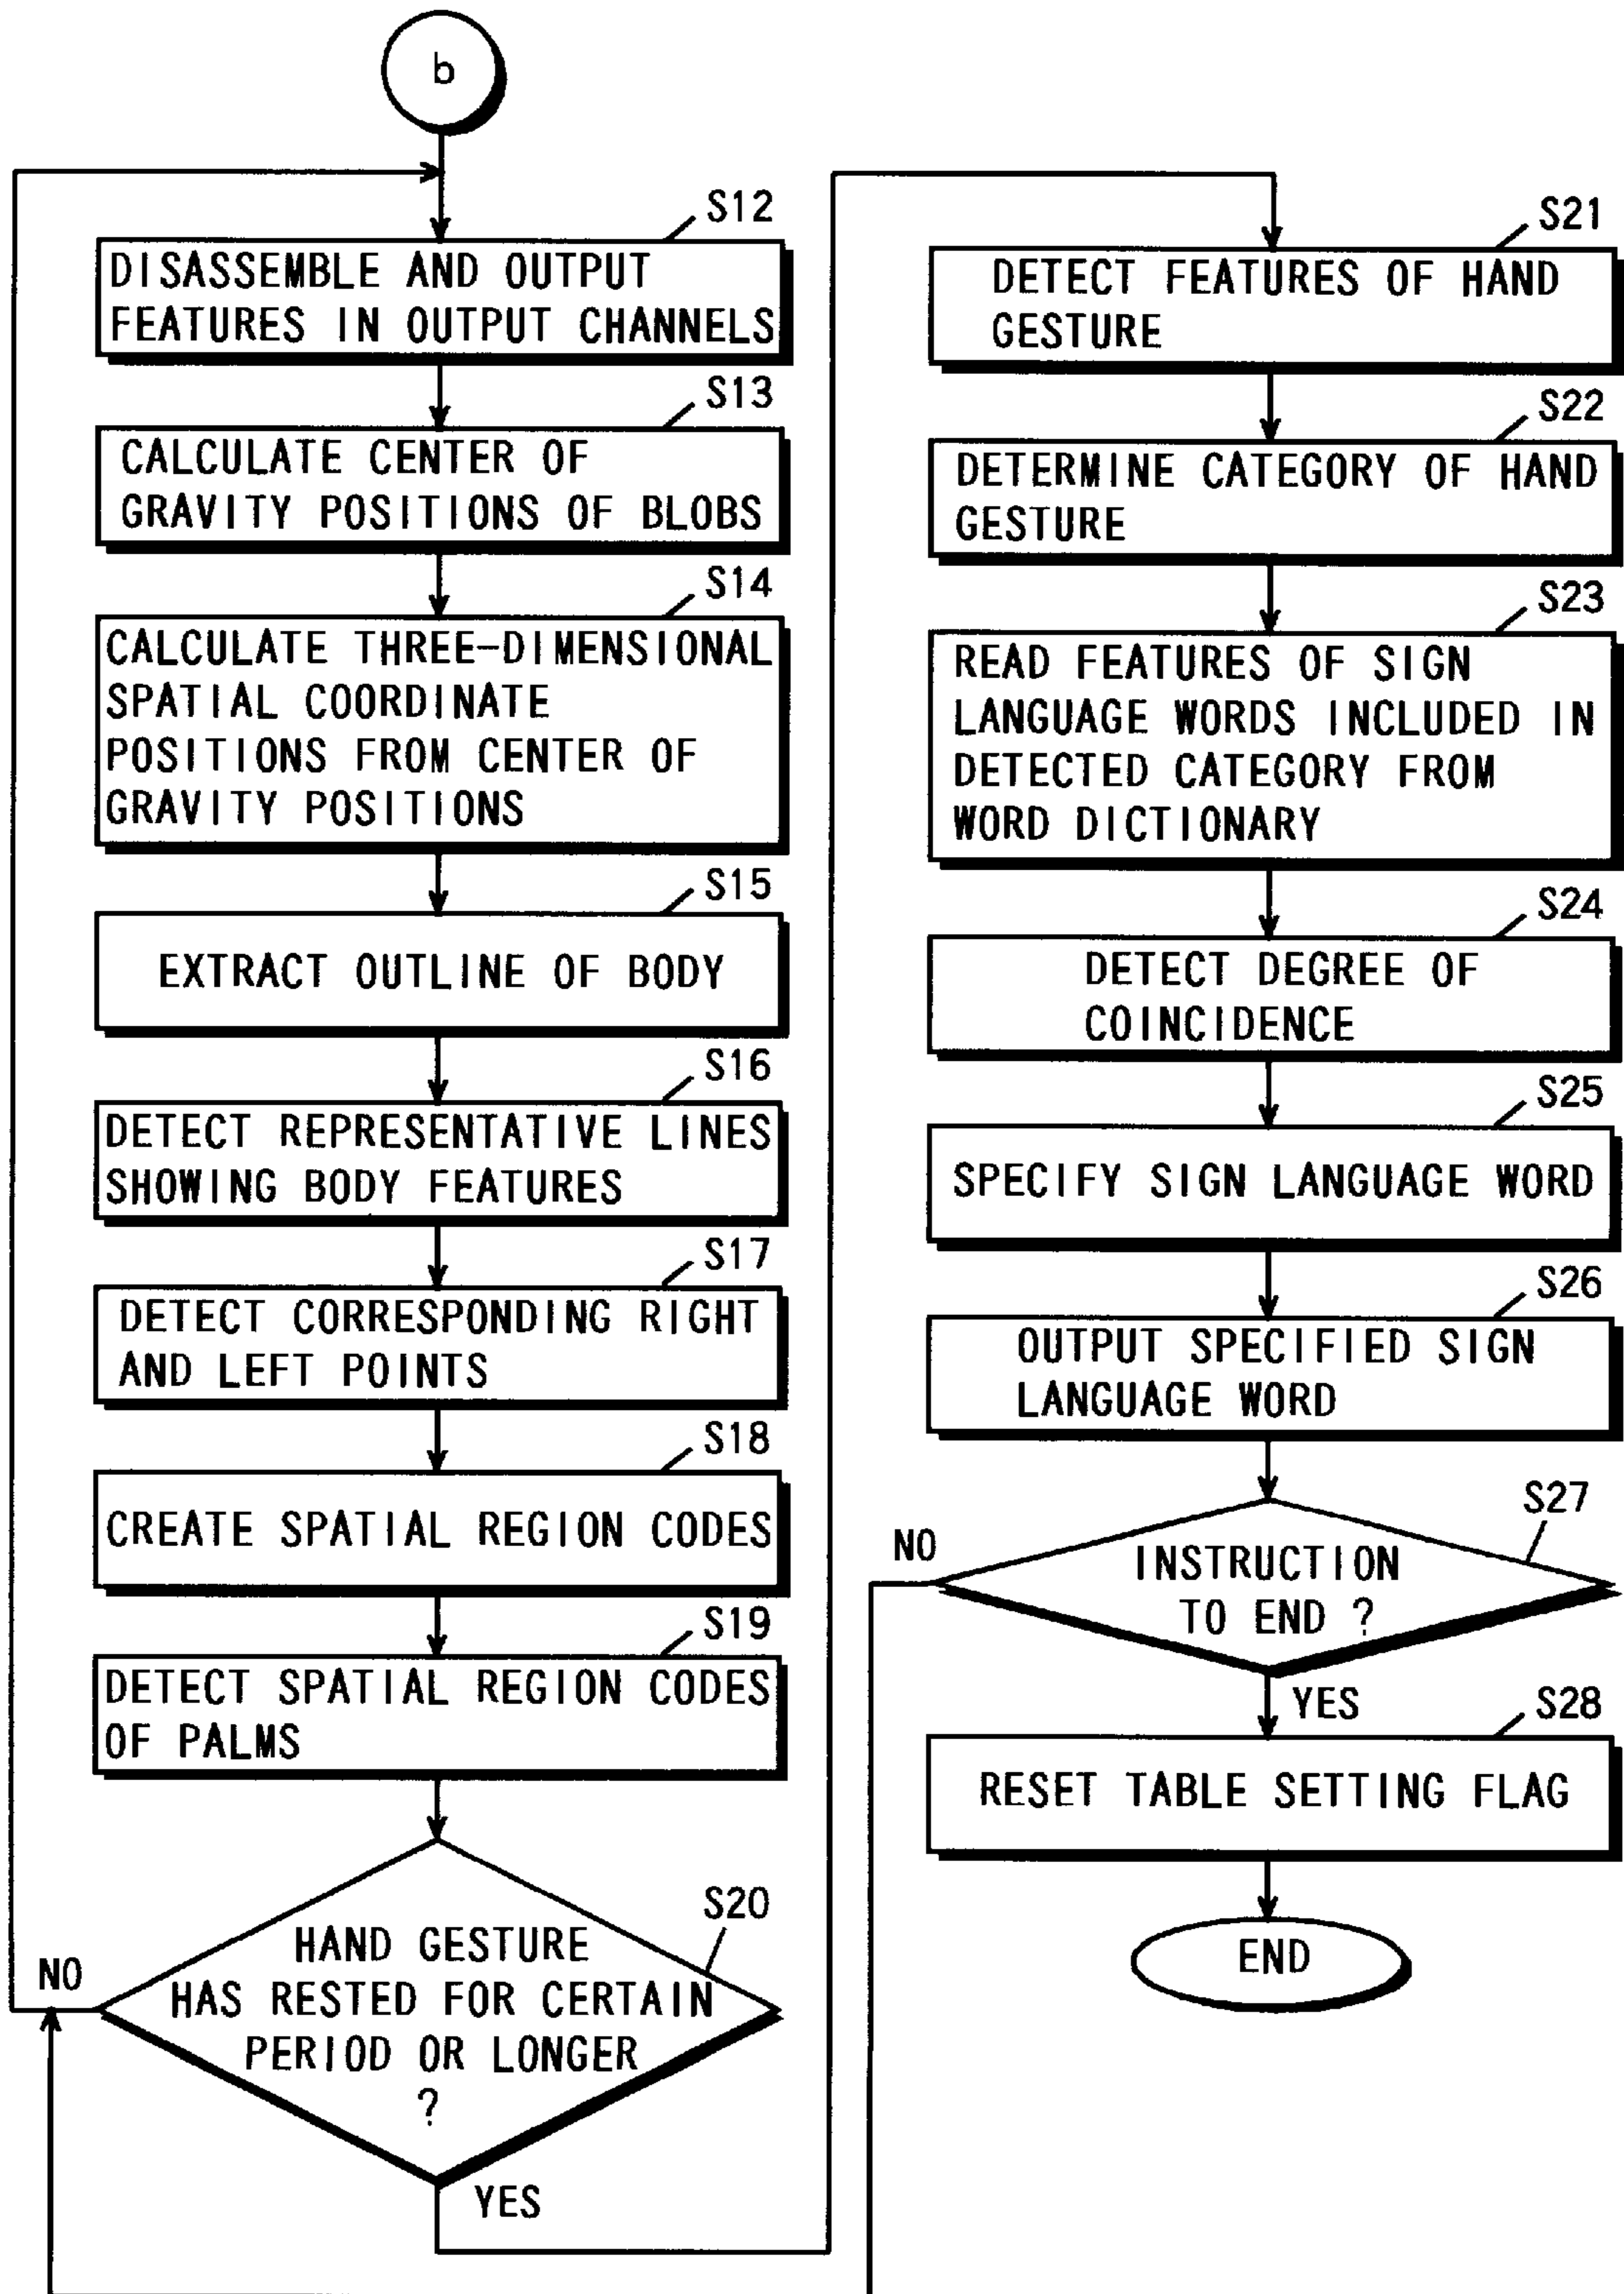 b
S12
DISASSEMBLE AND OUTPUT
FEATURES IN OUTPUT CHANNELS
S13
CALCULATE CENTER OF
GRAVITY POSITIONS OF BLOBS
S14
CALCULATE THREE-DIMENSIONAL
SPATIAL COORDINATE
POSITIONS FROM CENTER OF
GRAVITY POSITIONS
S15
EXTRACT OUTLINE OF BODY
S16
DETECT REPRESENTATIVE LINES
SHOWING BODY FEATURES
S17
DETECT CORRESPONDING RIGHT
AND LEFT POINTS
S18
CREATE SPATIAL REGION CODES
S19
DETECT SPATIAL REGION CODES
OF PALMS
S20
HAND GESTURE
HAS RESTED FOR CERTAIN
PERIOD OR LONGER
?
NO
YES
S21
DETECT FEATURES OF HAND
GESTURE
S22
DETERMINE CATEGORY OF HAND
GESTURE
S23
READ FEATURES OF SIGN
LANGUAGE WORDS INCLUDED IN
DETECTED CATEGORY FROM
WORD DICTIONARY
S24
DETECT DEGREE OF
COINCIDENCE
S25
SPECIFY SIGN LANGUAGE WORD
S26
OUTPUT SPECIFIED SIGN
LANGUAGE WORD
S27
INSTRUCTION
TO END ?
NO
YES
S28
RESET TABLE SETTING FLAG
END